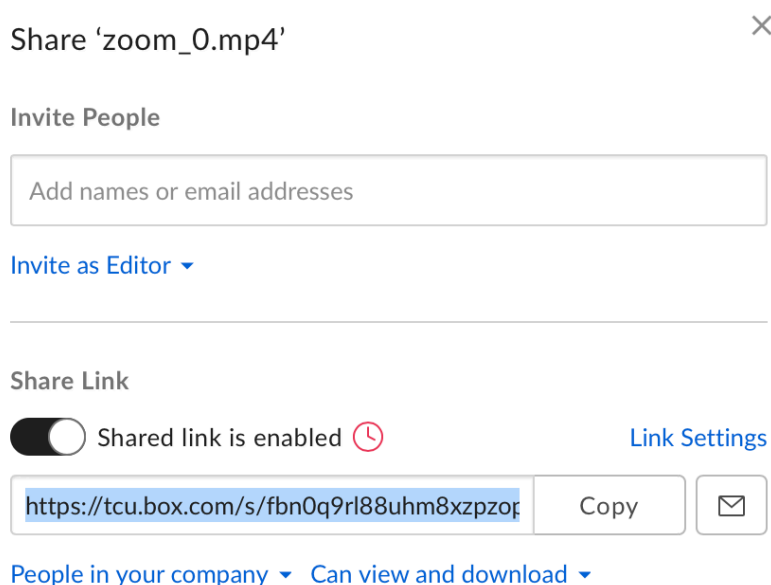 Share ‘zoom_0.mp4’
Invite People
Add names or email addresses
Invite as Editor
Share Link
Shared link is enabled
Link Settings
https://tcu.box.com/s/fbn0q9rl88uhm8xzpzop
Copy
People in your company
Can view and download